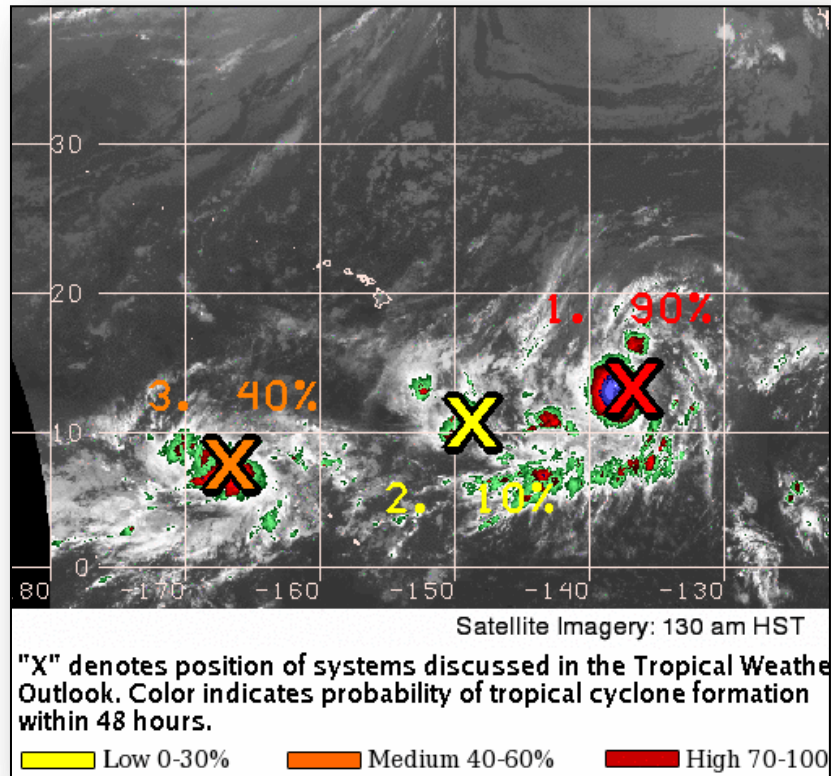 30
20
1. 90%
3. 40%
10
2. 10%
0
80 -170 -160 -150 -140 -130
Satellite Imagery: 130 am HST
"X" denotes position of systems discussed in the Tropical Weathe
Outlook. Color indicates probability of tropical cyclone formation
within 48 hours.
Low 0-30% Medium 40-60% High 70-100